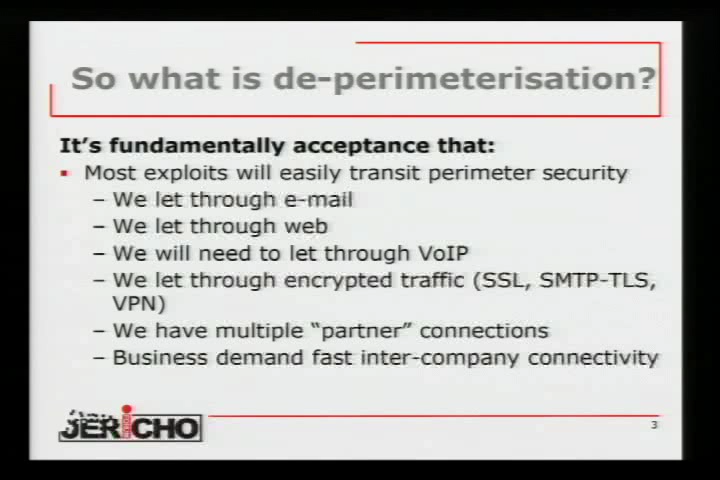 So what is de-perimeterisation?
It's fundamentally acceptance that:
▪ Most exploits will easily transit perimeter security
– We let through e-mail
– We let through web
– We will need to let through VoIP
– We let through encrypted traffic (SSL, SMTP-TLS,
VPN)
– We have multiple “partner” connections
– Business demand fast inter-company connectivity
JERiCHO
3